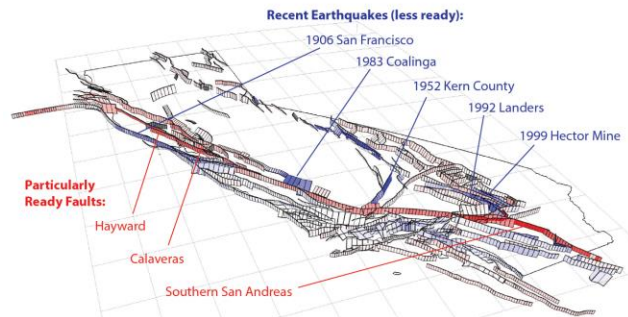 Recent Earthquakes (less ready):
1906 San Francisco
1983 Coalinga
1952 Kern County
1992 Landers
1999 Hector Mine
Particularly
Ready Faults:
Hayward
Calaveras
Southern San Andreas